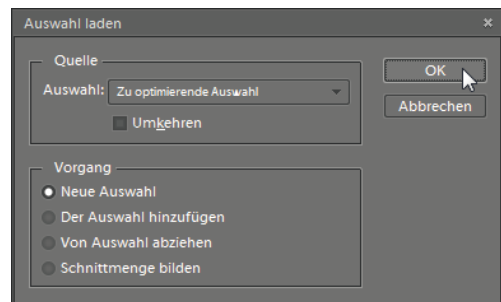 Auswahl laden
Quelle
Auswahl: Zu optimierende Auswahl
Umkehren
OK
Abbrechen
Vorgang
Neue Auswahl
Der Auswahl hinzufügen
Von Auswahl abziehen
Schnittmenge bilden